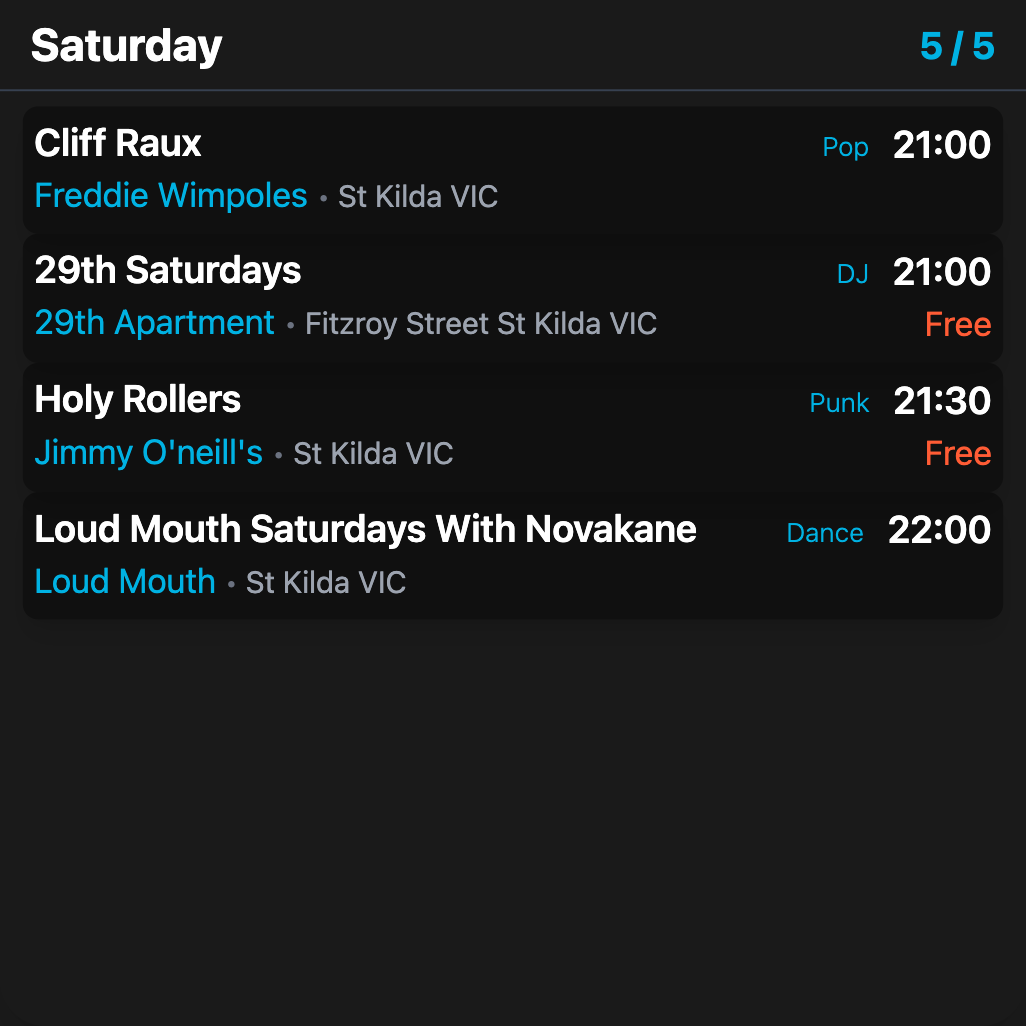 Saturday 5 / 5
Cliff Raux Pop 21:00
Freddie Wimpoles • St Kilda VIC
29th Saturdays DJ 21:00
29th Apartment • Fitzroy Street St Kilda VIC Free
Holy Rollers Punk 21:30
Jimmy O'neill's • St Kilda VIC Free
Loud Mouth Saturdays With Novakane Dance 22:00
Loud Mouth • St Kilda VIC